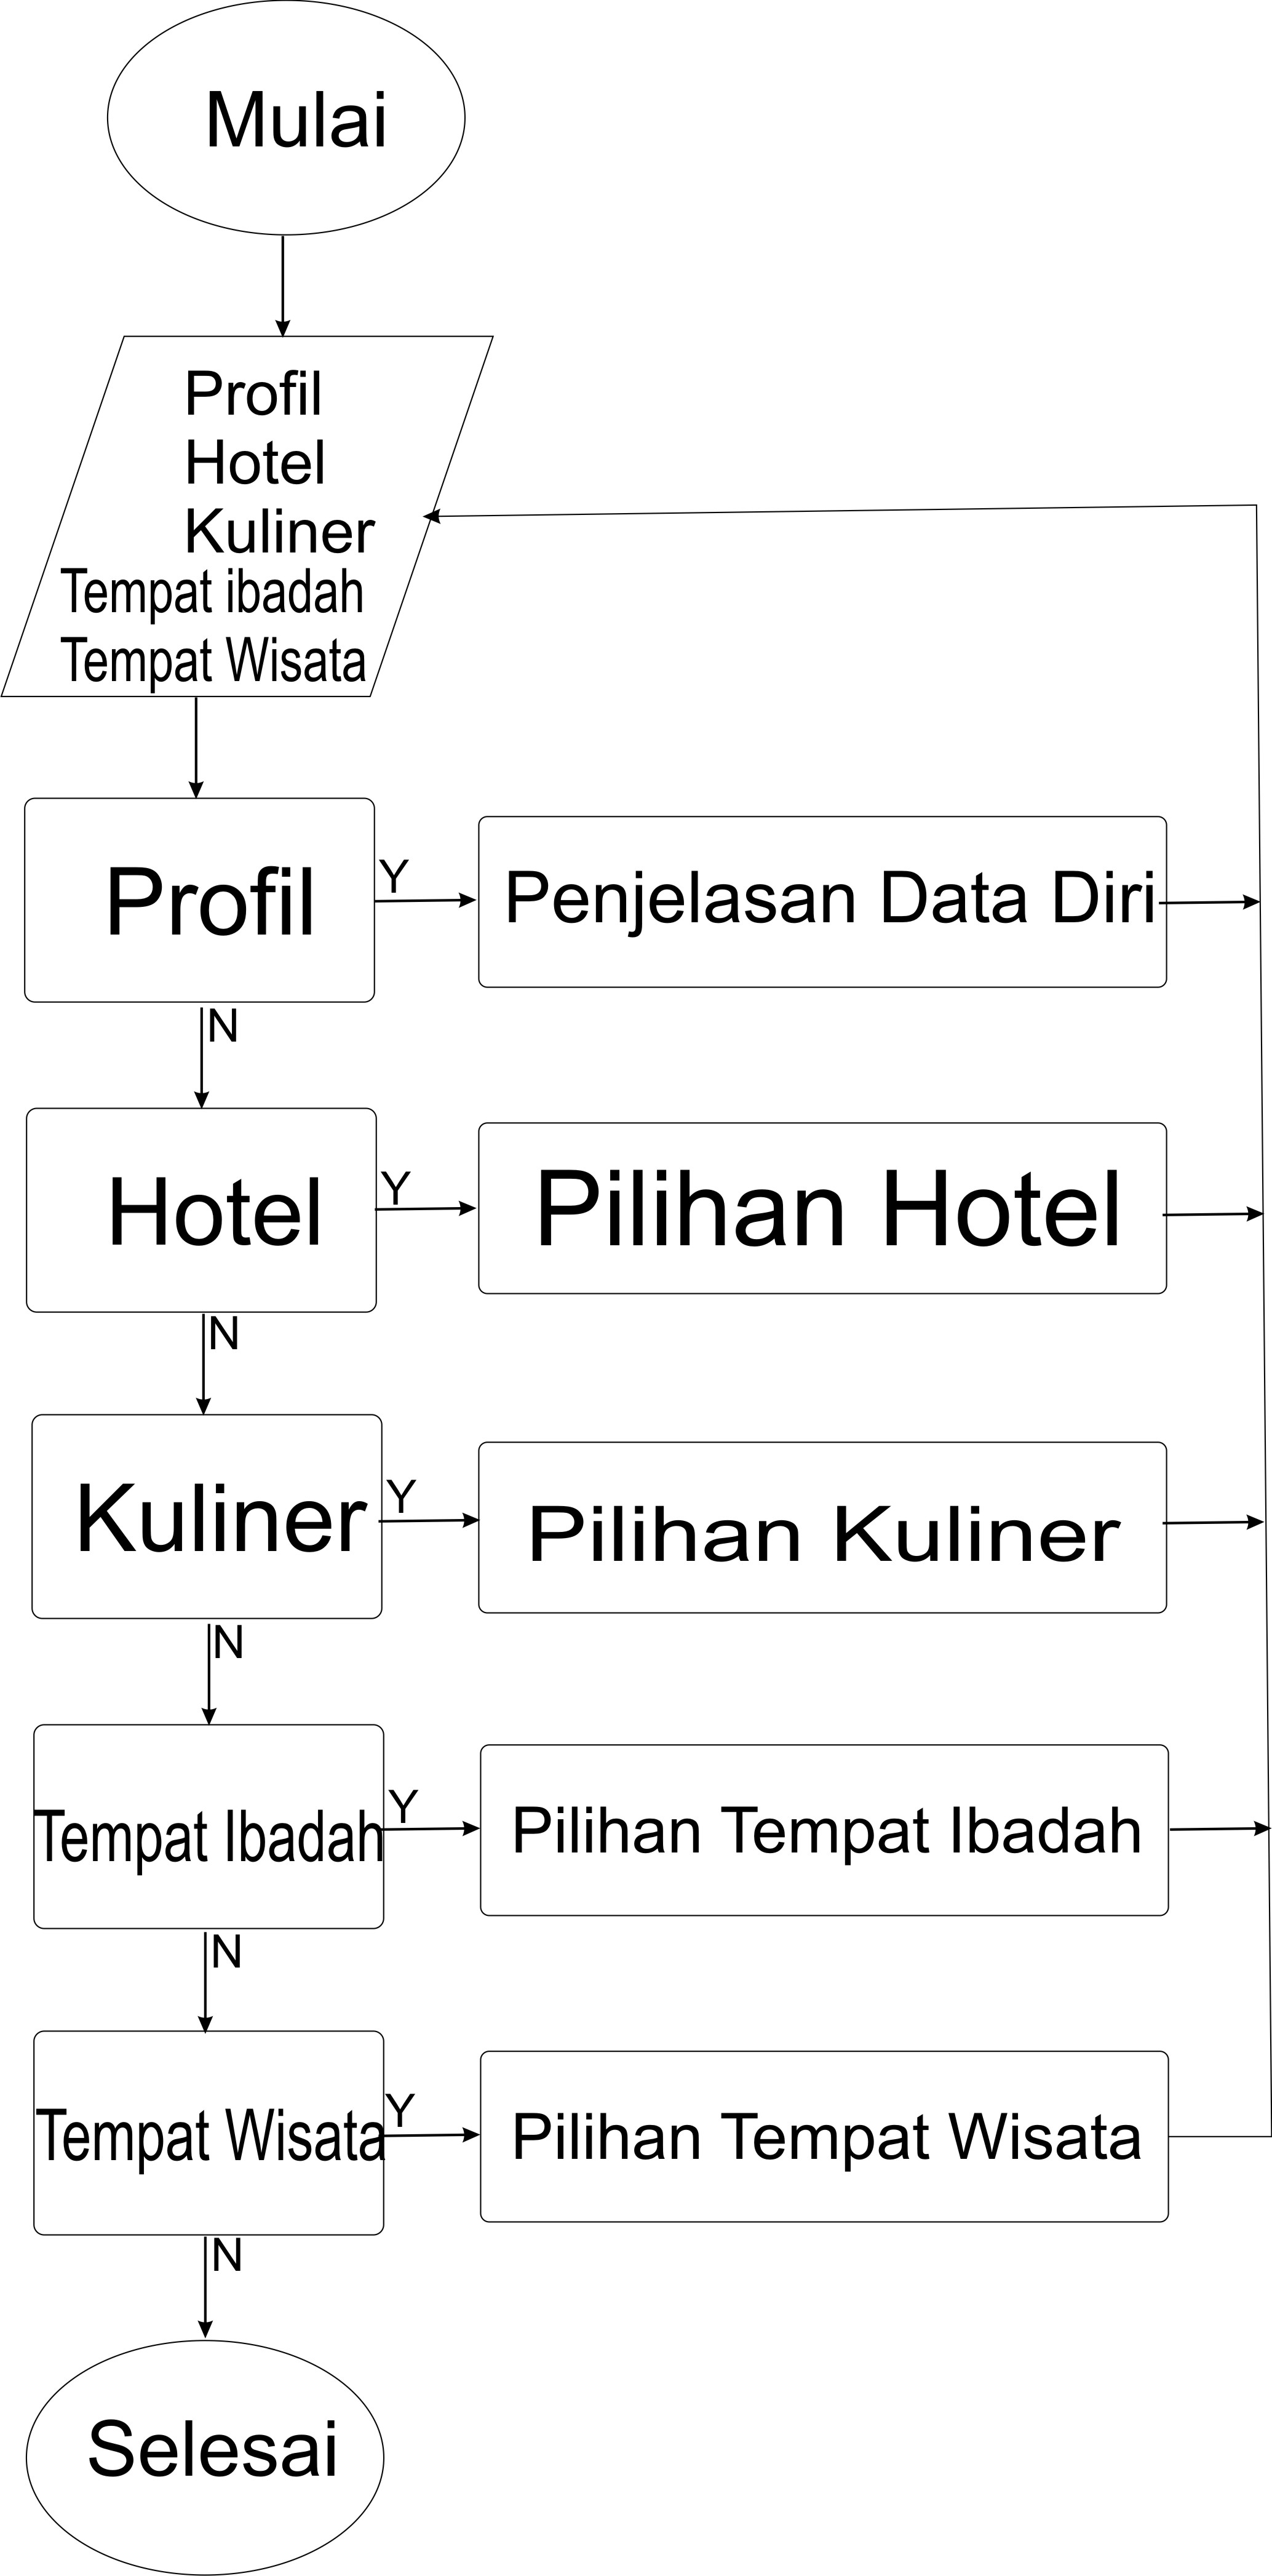 Mulai
Profil
Hotel
Kuliner
Tempat ibadah
Tempat Wisata
Profil
Y
Penjelasan Data Diri
N
Hotel
Y
Pilihan Hotel
N
Kuliner
Y
Pilihan Kuliner
N
Tempat Ibadah
Y
Pilihan Tempat Ibadah
N
Tempat Wisata
Y
Pilihan Tempat Wisata
N
Selesai